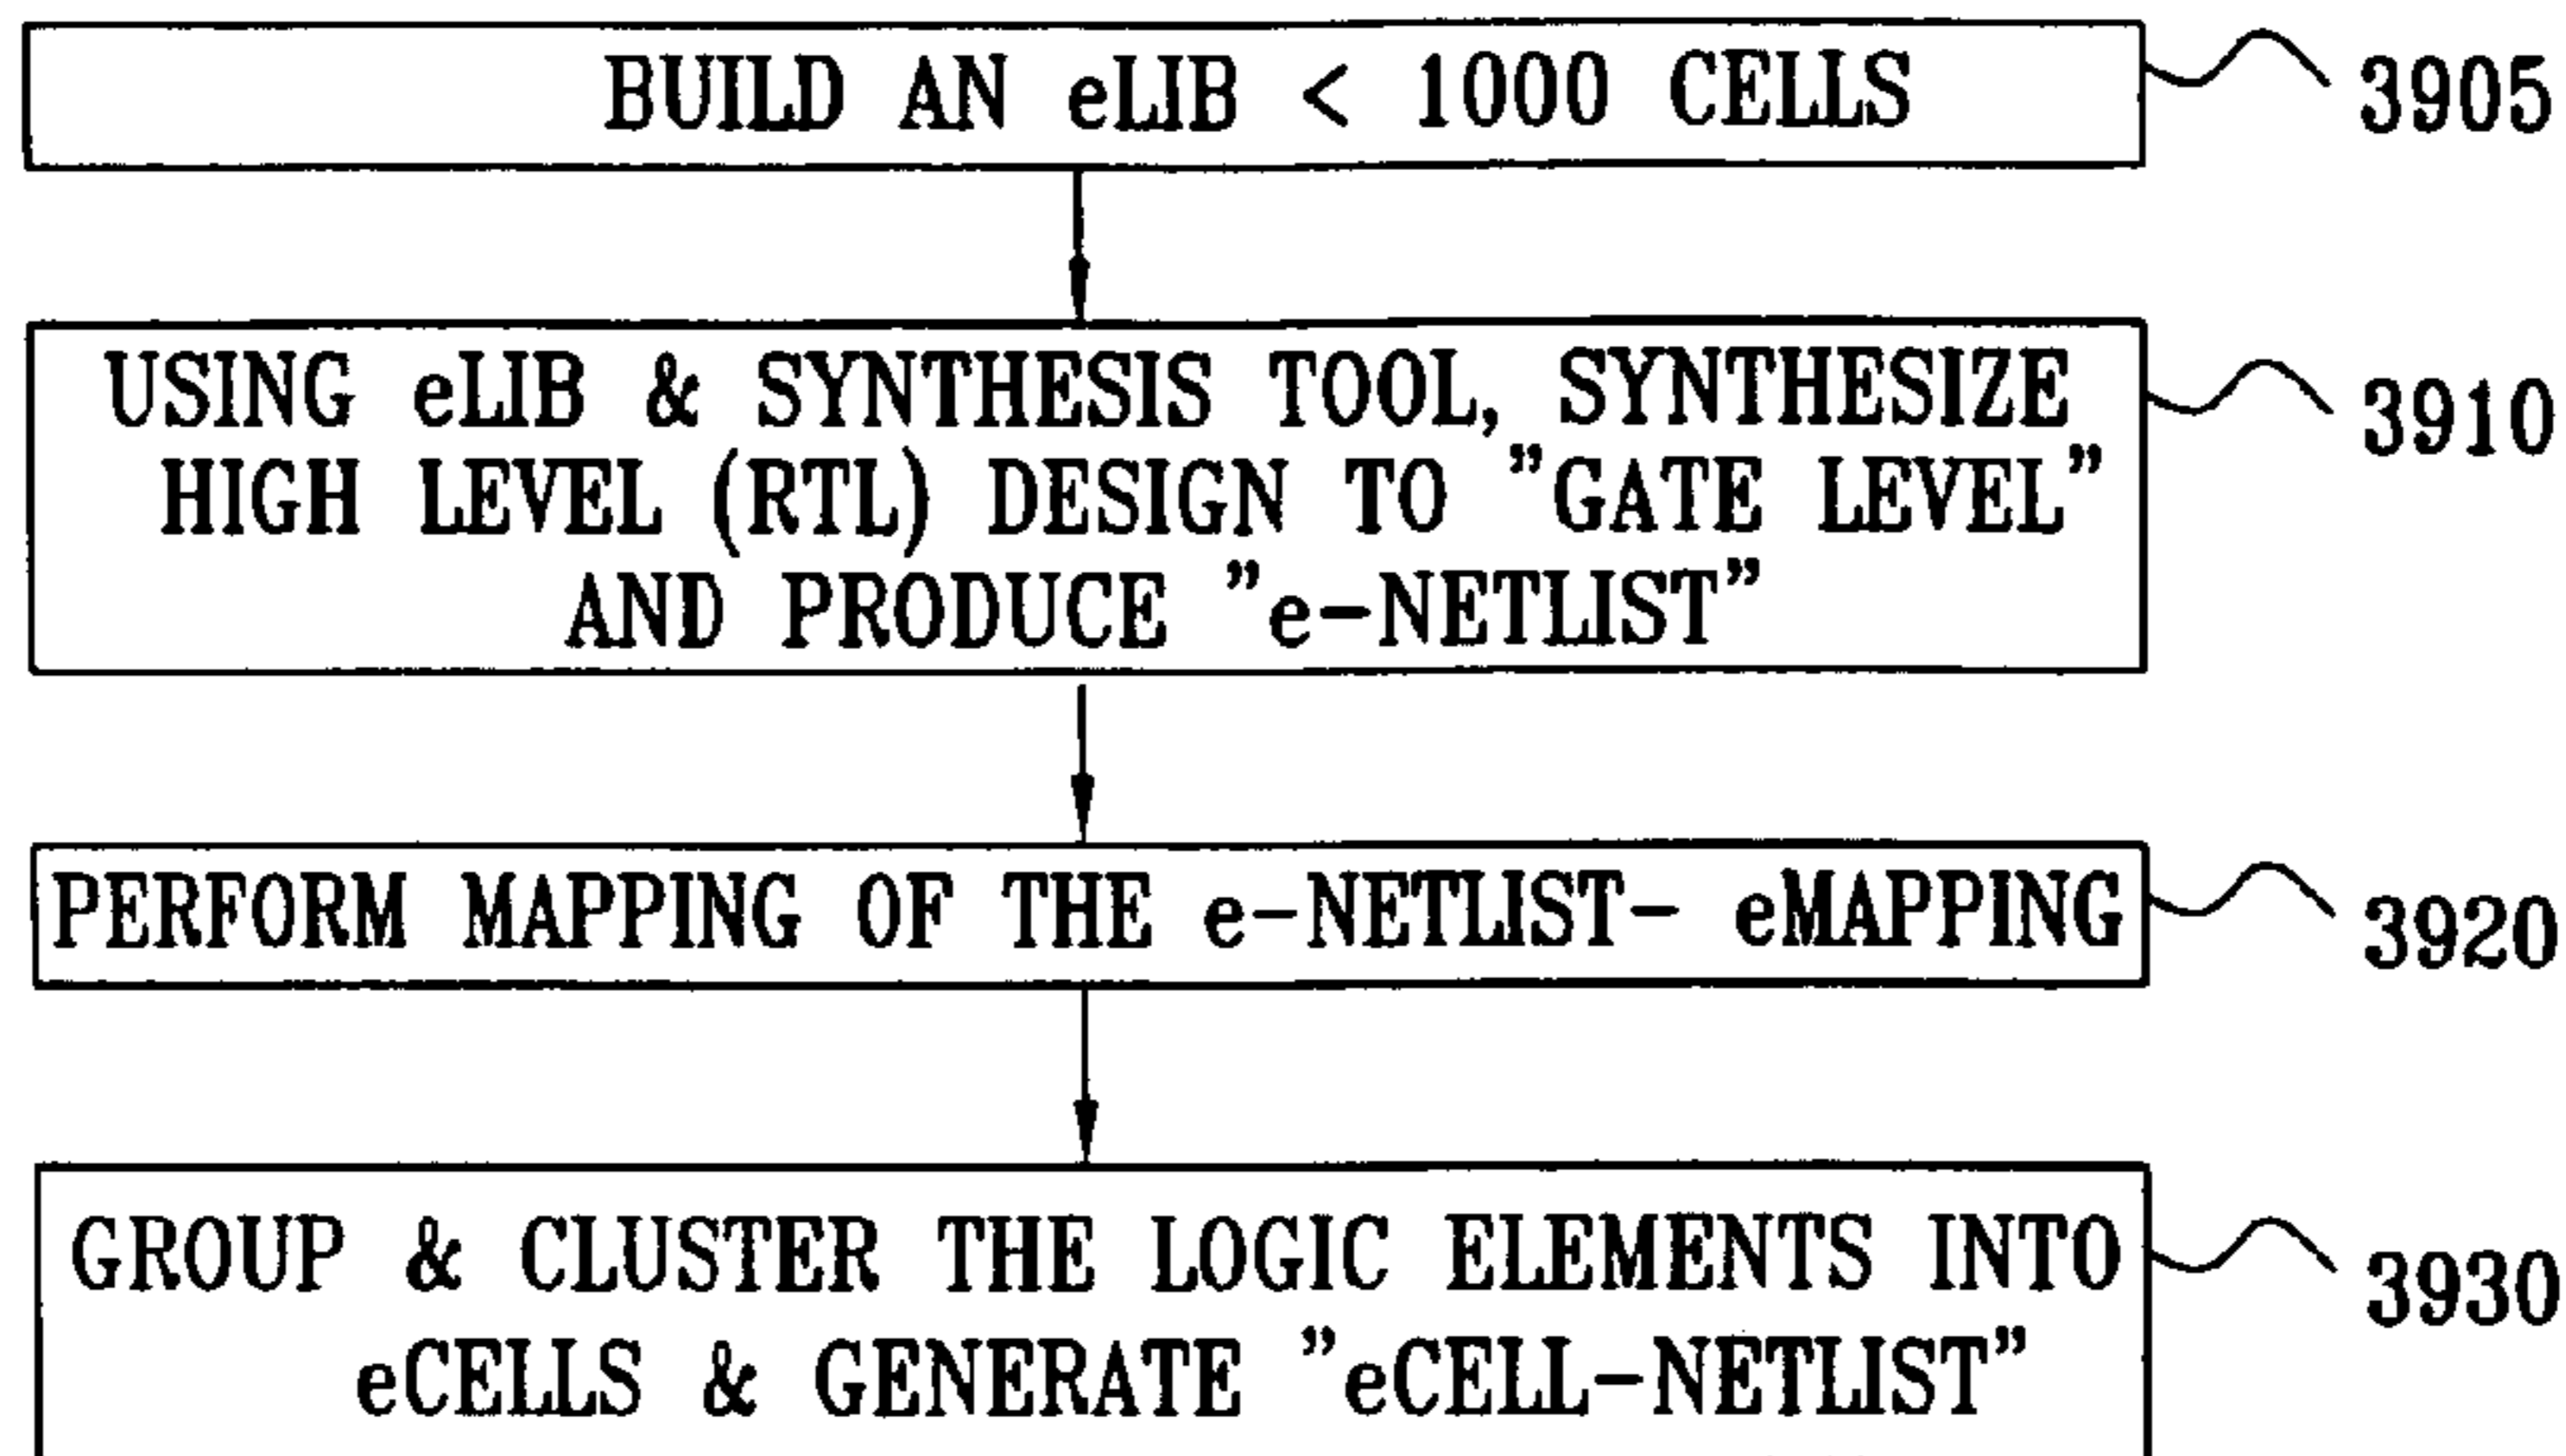 BUILD AN eLIB < 1000 CELLS
3905
USING eLIB & SYNTHESIS TOOL, SYNTHESIZE
HIGH LEVEL (RTL) DESIGN TO "GATE LEVEL"
AND PRODUCE "e-NETLIST"
3910
PERFORM MAPPING OF THE e-NETLIST- eMAPPING
3920
GROUP & CLUSTER THE LOGIC ELEMENTS INTO
eCELLS & GENERATE "eCELL-NETLIST"
3930